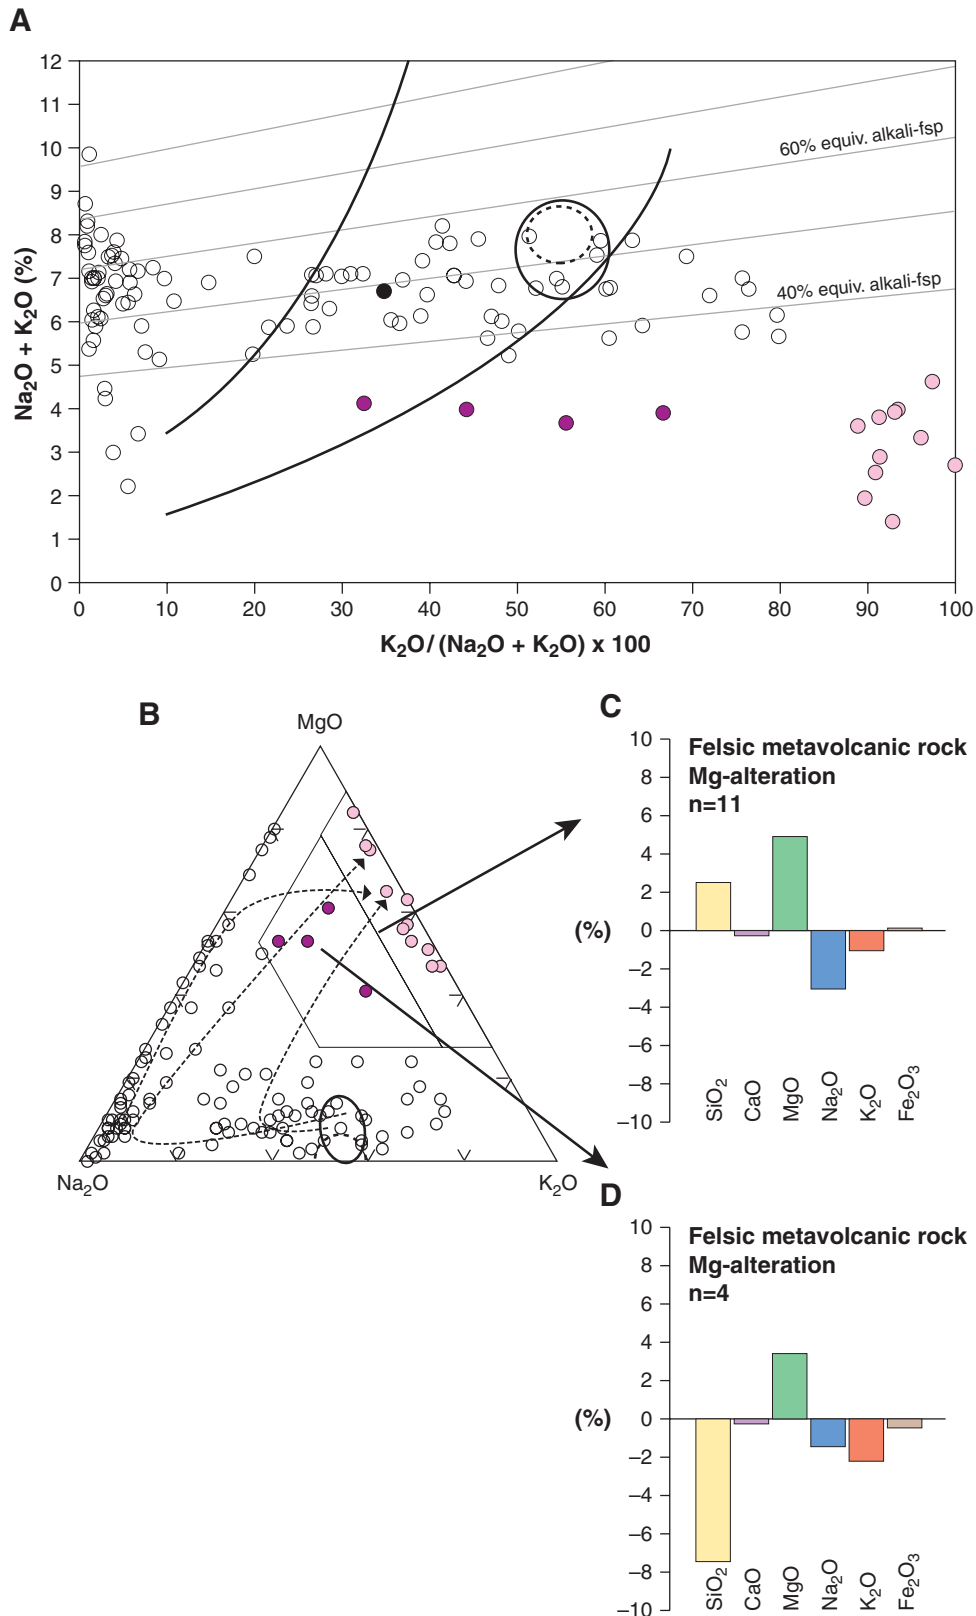 A
12
11
10
9
8
7
6
5
4
3
2
1
0
Na₂O + K₂O (%)
60% equiv. alkali-fsp
40% equiv. alkali-fsp
0 10 20 30 40 50 60 70 80 90 100
K₂O/(Na₂O + K₂O) x 100
B
MgO
Na₂O
K₂O
C
Felsic metavolcanic rock
Mg-alteration
n=11
10
8
6
4
2
0
–2
–4
–6
–8
–10
(%)
SiO₂ CaO MgO Na₂O K₂O Fe₂O₃
D
Felsic metavolcanic rock
Mg-alteration
n=4
10
8
6
4
2
0
–2
–4
–6
–8
–10
(%)
SiO₂ CaO MgO Na₂O K₂O Fe₂O₃